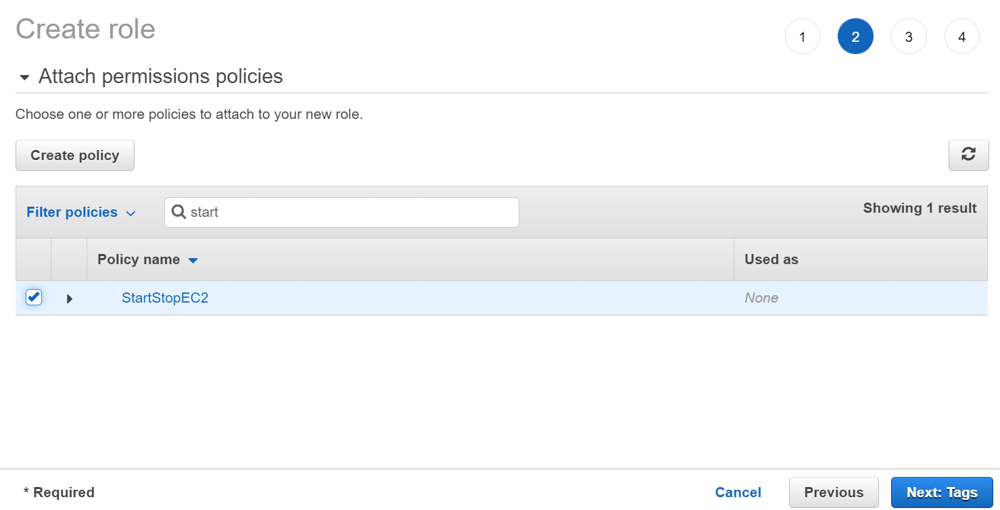 Create role
1 2 3 4
Attach permissions policies
Choose one or more policies to attach to your new role.
Create policy
Filter policies start Showing 1 result
Policy name Used as
StartStopEC2 None
* Required Cancel Previous Next: Tags